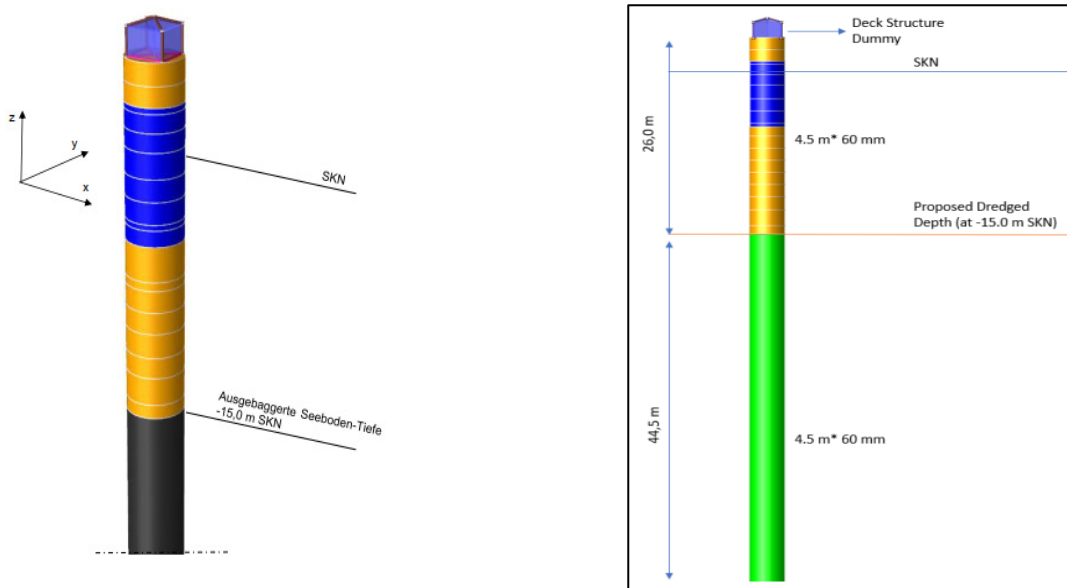 z
y
x
SKN
Ausgebaggerte Seeboden-Tiefe
-15,0 m SKN
Deck Structure
Dummy
SKN
26,0 m
4.5 m* 60 mm
Proposed Dredged
Depth (at -15.0 m SKN)
44,5 m
4.5 m* 60 mm